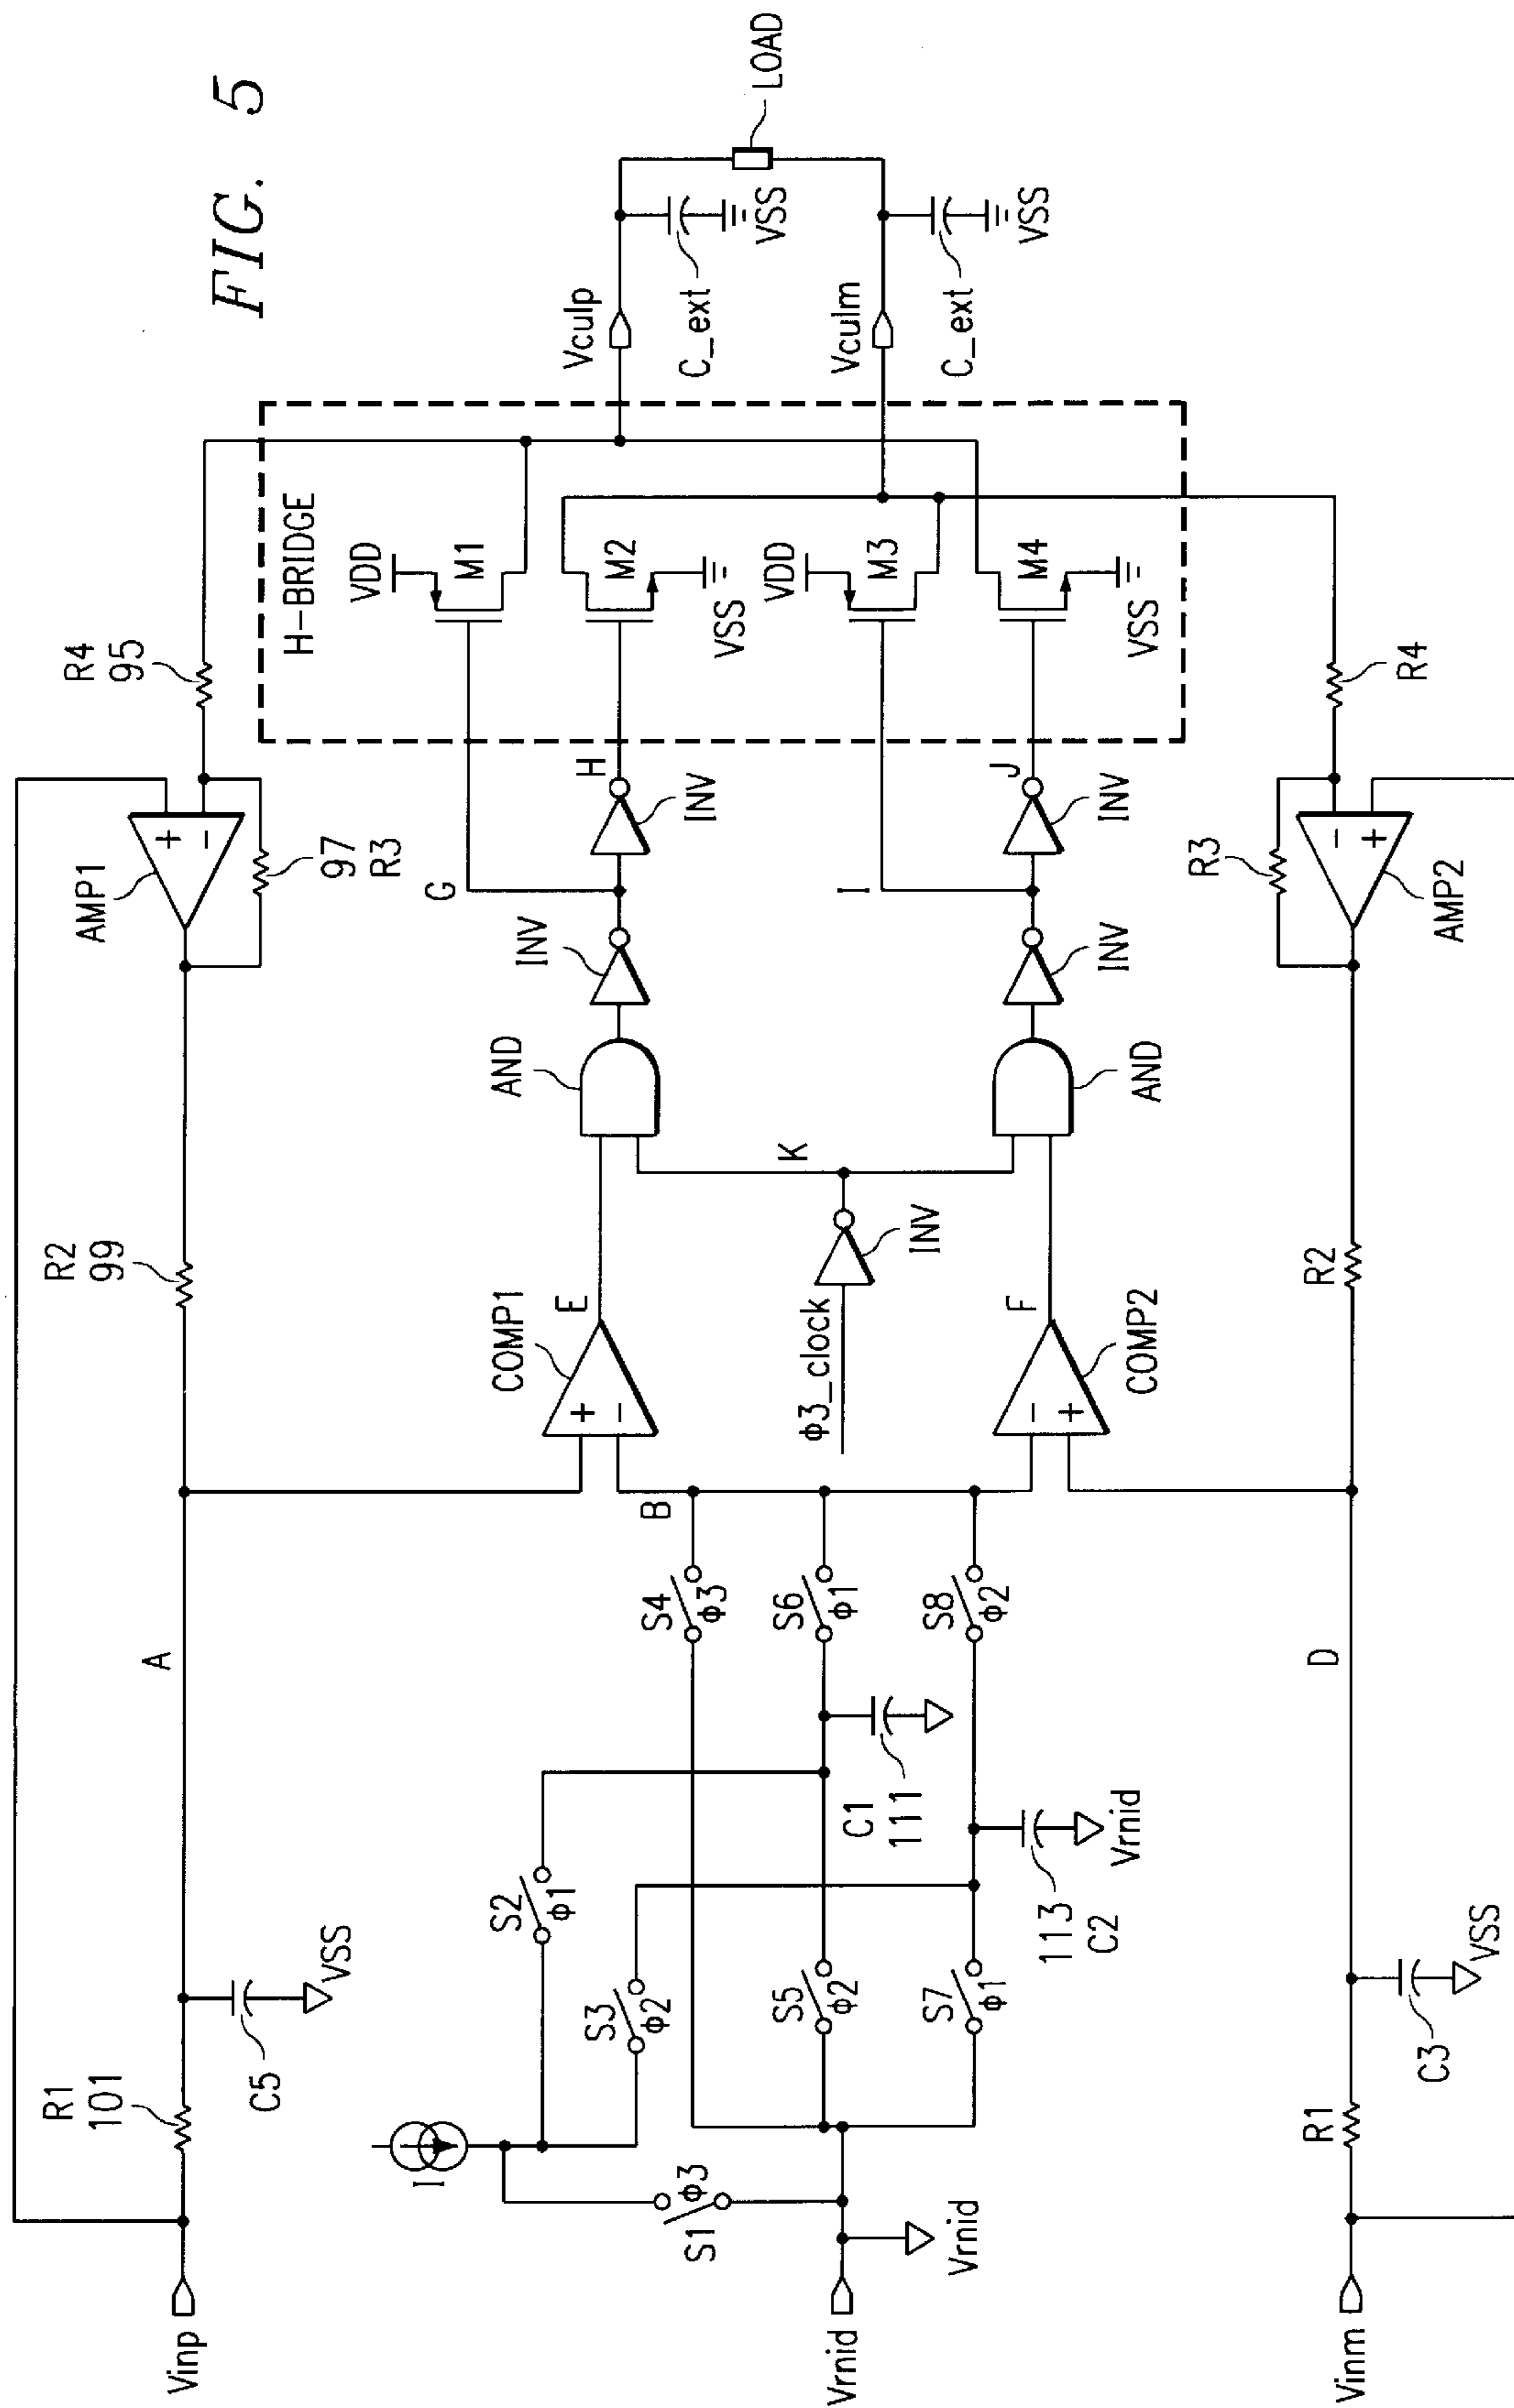 FIG. 5
Vinp
R1
101
C5
VSS
A
R2
99
AMP1
+
−
97
R3
R4
95
H-BRIDGE
VDD
M1
M2
VSS
VDD
M3
M4
VSS
Vculp
C_ext
VSS
LOAD
Vculm
C_ext
VSS
I
S1
ϕ3
S2
ϕ1
S3
ϕ2
S4
ϕ3
S5
ϕ2
S6
ϕ1
S7
ϕ1
S8
ϕ2
C1
111
113
C2
Vrnid
Vrnid
Vrnid
B
COMP1
+
−
E
AND
INV
G
H
INV
ϕ3_clock
INV
K
COMP2
−
+
F
AND
INV
I
J
INV
Vinm
R1
C3
VSS
D
R2
R3
AMP2
−
+
R4